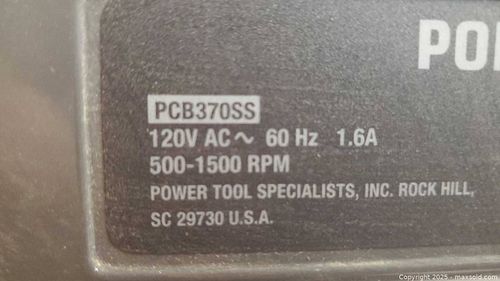 PO
PCB370SS
120V AC~ 60 Hz 1.6A
500-1500 RPM
POWER TOOL SPECIALISTS, INC. ROCK HILL,
SC 29730 U.S.A.
Copyright © 2025 - maxsold.com